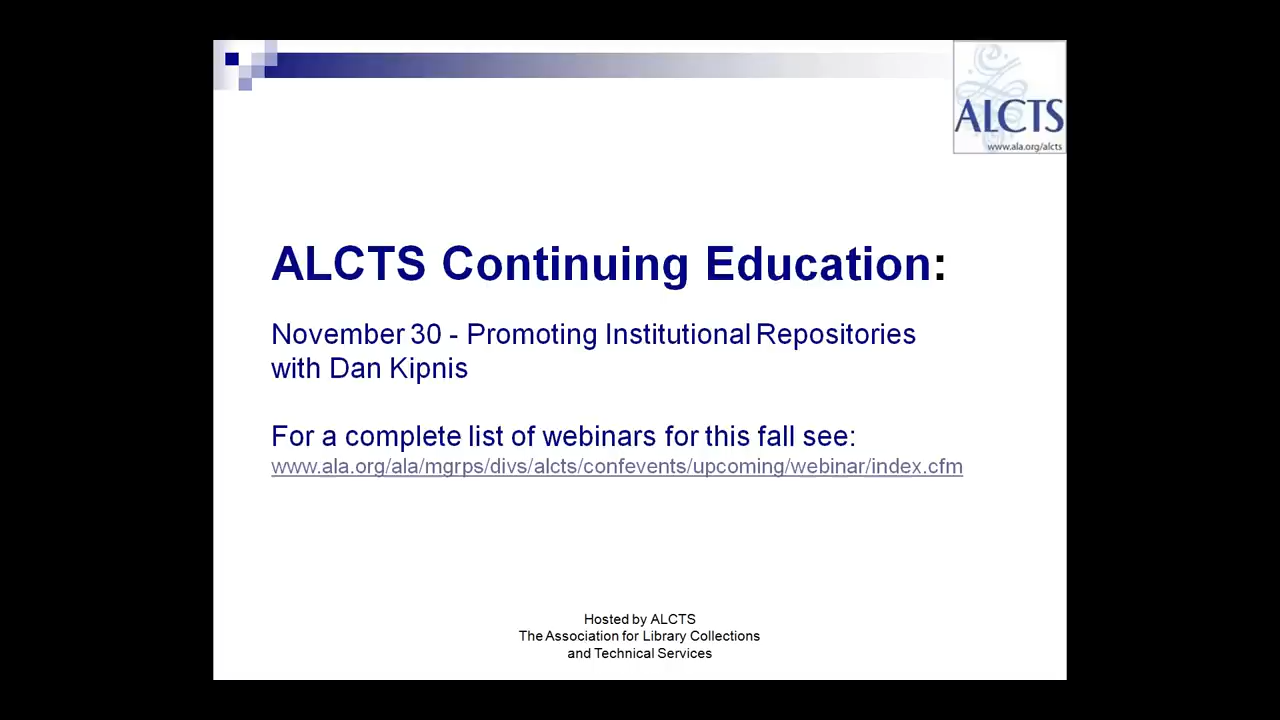 ALCTS
www.ala.org/alcts
ALCTS Continuing Education:
November 30 - Promoting Institutional Repositories
with Dan Kipnis
For a complete list of webinars for this fall see:
www.ala.org/ala/mgrps/divs/alcts/confevents/upcoming/webinar/index.cfm
Hosted by ALCTS
The Association for Library Collections
and Technical Services